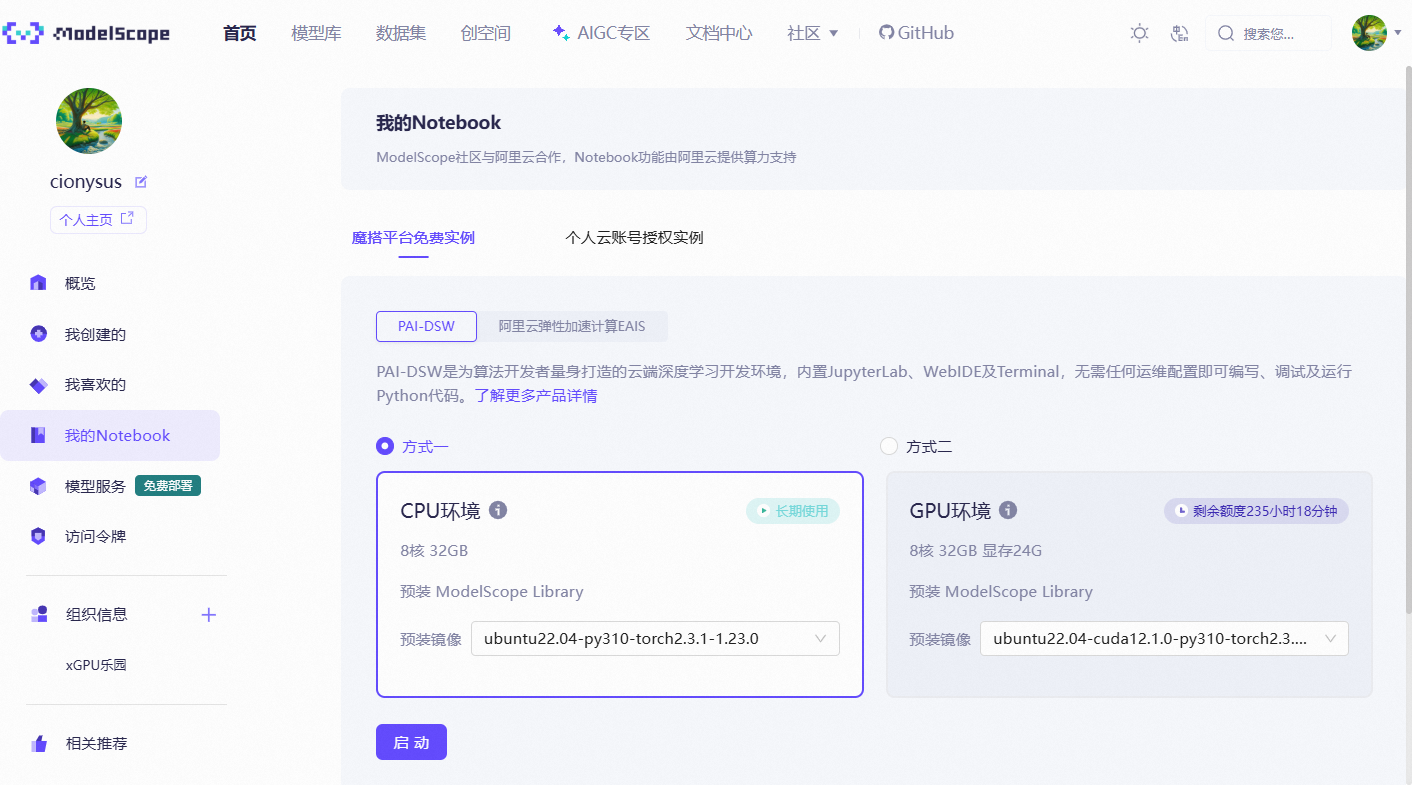 ModelScope
首页
模型库
数据集
创空间
AIGC专区
文档中心
社区
GitHub
搜索您...
cionysus
个人主页
概览
我创建的
我喜欢的
我的Notebook
模型服务 免费部署
访问令牌
组织信息
xGPU乐园
相关推荐
我的Notebook
ModelScope社区与阿里云合作，Notebook功能由阿里云提供算力支持
魔搭平台免费实例
个人云账号授权实例
PAI-DSW
阿里云弹性加速计算EAIS
PAI-DSW是为算法开发者量身打造的云端深度学习开发环境，内置JupyterLab、WebIDE及Terminal，无需任何运维配置即可编写、调试及运行
Python代码。了解更多产品详情
方式一
CPU环境
长期使用
8核 32GB
预装 ModelScope Library
预装镜像 ubuntu22.04-py310-torch2.3.1-1.23.0
方式二
GPU环境
剩余额度235小时18分钟
8核 32GB 显存24G
预装 ModelScope Library
预装镜像 ubuntu22.04-cuda12.1.0-py310-torch2.3....
启 动